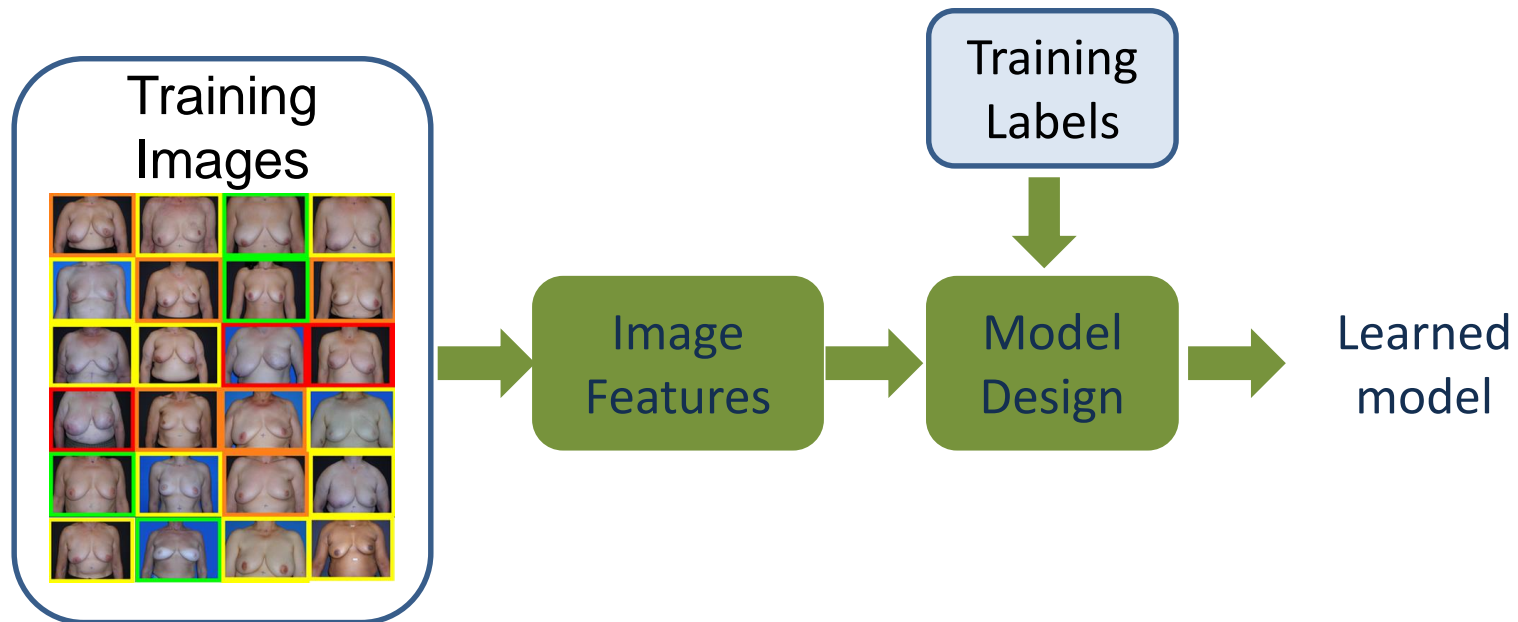 Training
Images
Training
Labels
Image
Features
Model
Design
Learned
model